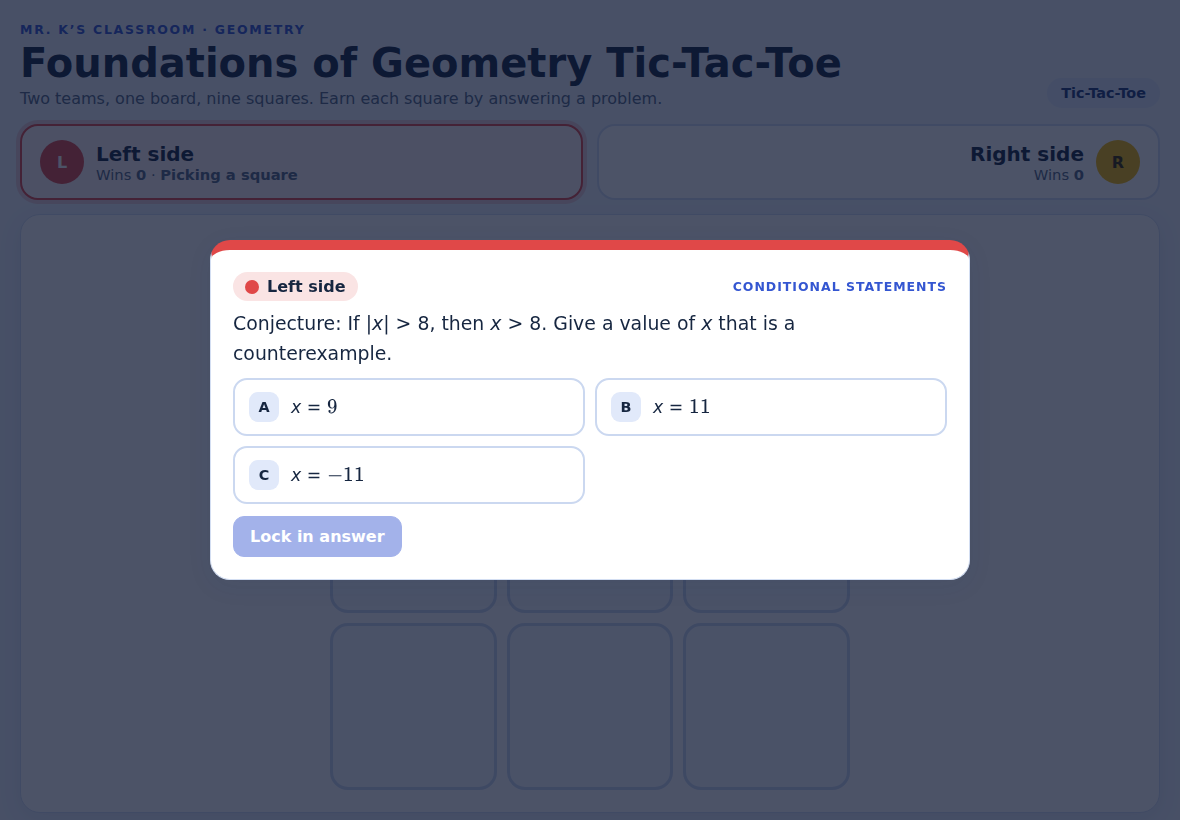 MR. K’S CLASSROOM · GEOMETRY
Foundations of Geometry Tic-Tac-Toe
Two teams, one board, nine squares. Earn each square by answering a problem.
Tic-Tac-Toe
L
Left side
Wins 0 · Picking a square
Right side
Wins 0
R
Left side
CONDITIONAL STATEMENTS
Conjecture: If |x| > 8, then x > 8. Give a value of x that is a
counterexample.
A x = 9
B x = 11
C x = −11
Lock in answer